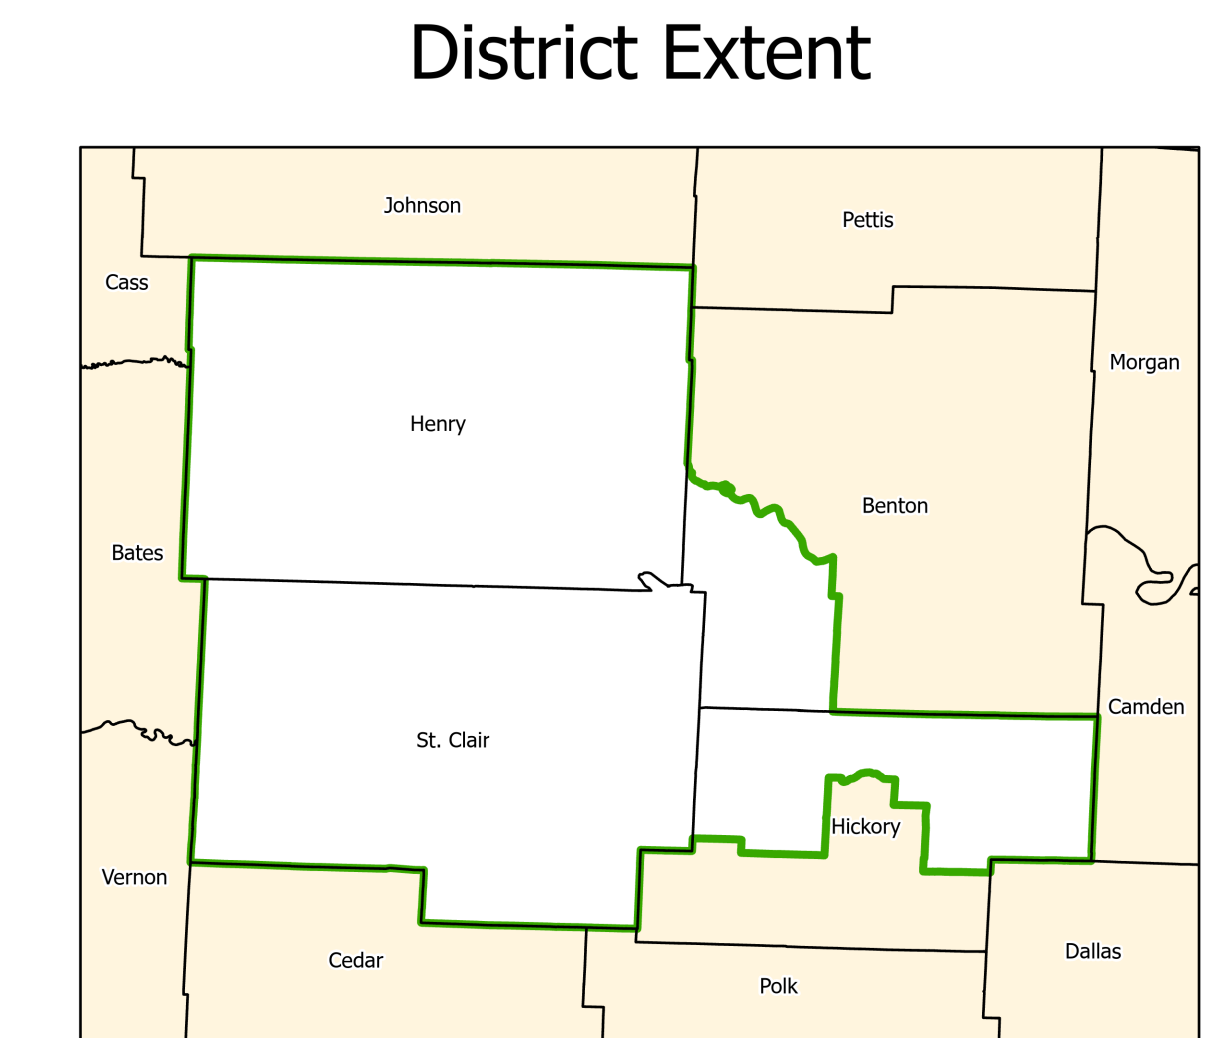 District Extent
Johnson
Pettis
Cass
Morgan
Henry
Benton
Bates
Camden
St. Clair
Hickory
Vernon
Dallas
Cedar
Polk